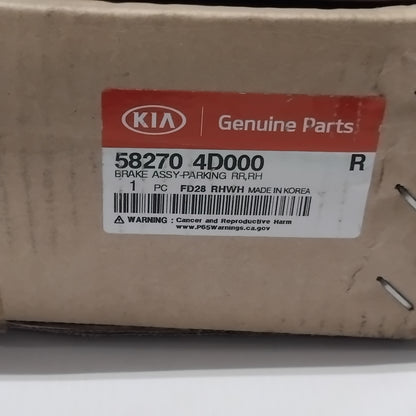 KIA Genuine Parts
58270 4D000 R
BRAKE ASSY-PARKING RR,RH
1 PC FD28 RHWH MADE IN KOREA
WARNING : Cancer and Reproductive Harm
www.P65Warnings.ca.gov